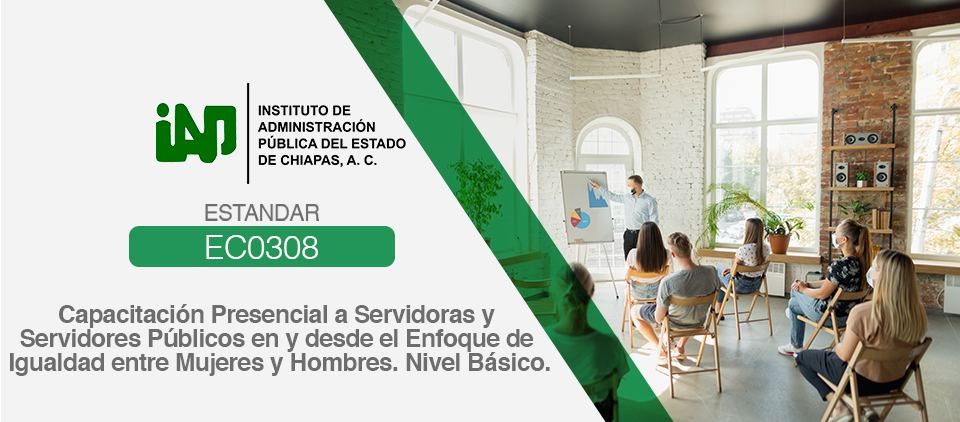 iAP
INSTITUTO DE
ADMINISTRACIÓN
PÚBLICA DEL ESTADO
DE CHIAPAS, A. C.
ESTANDAR
EC0308
Capacitación Presencial a Servidoras y
Servidores Públicos en y desde el Enfoque de
Igualdad entre Mujeres y Hombres. Nivel Básico.